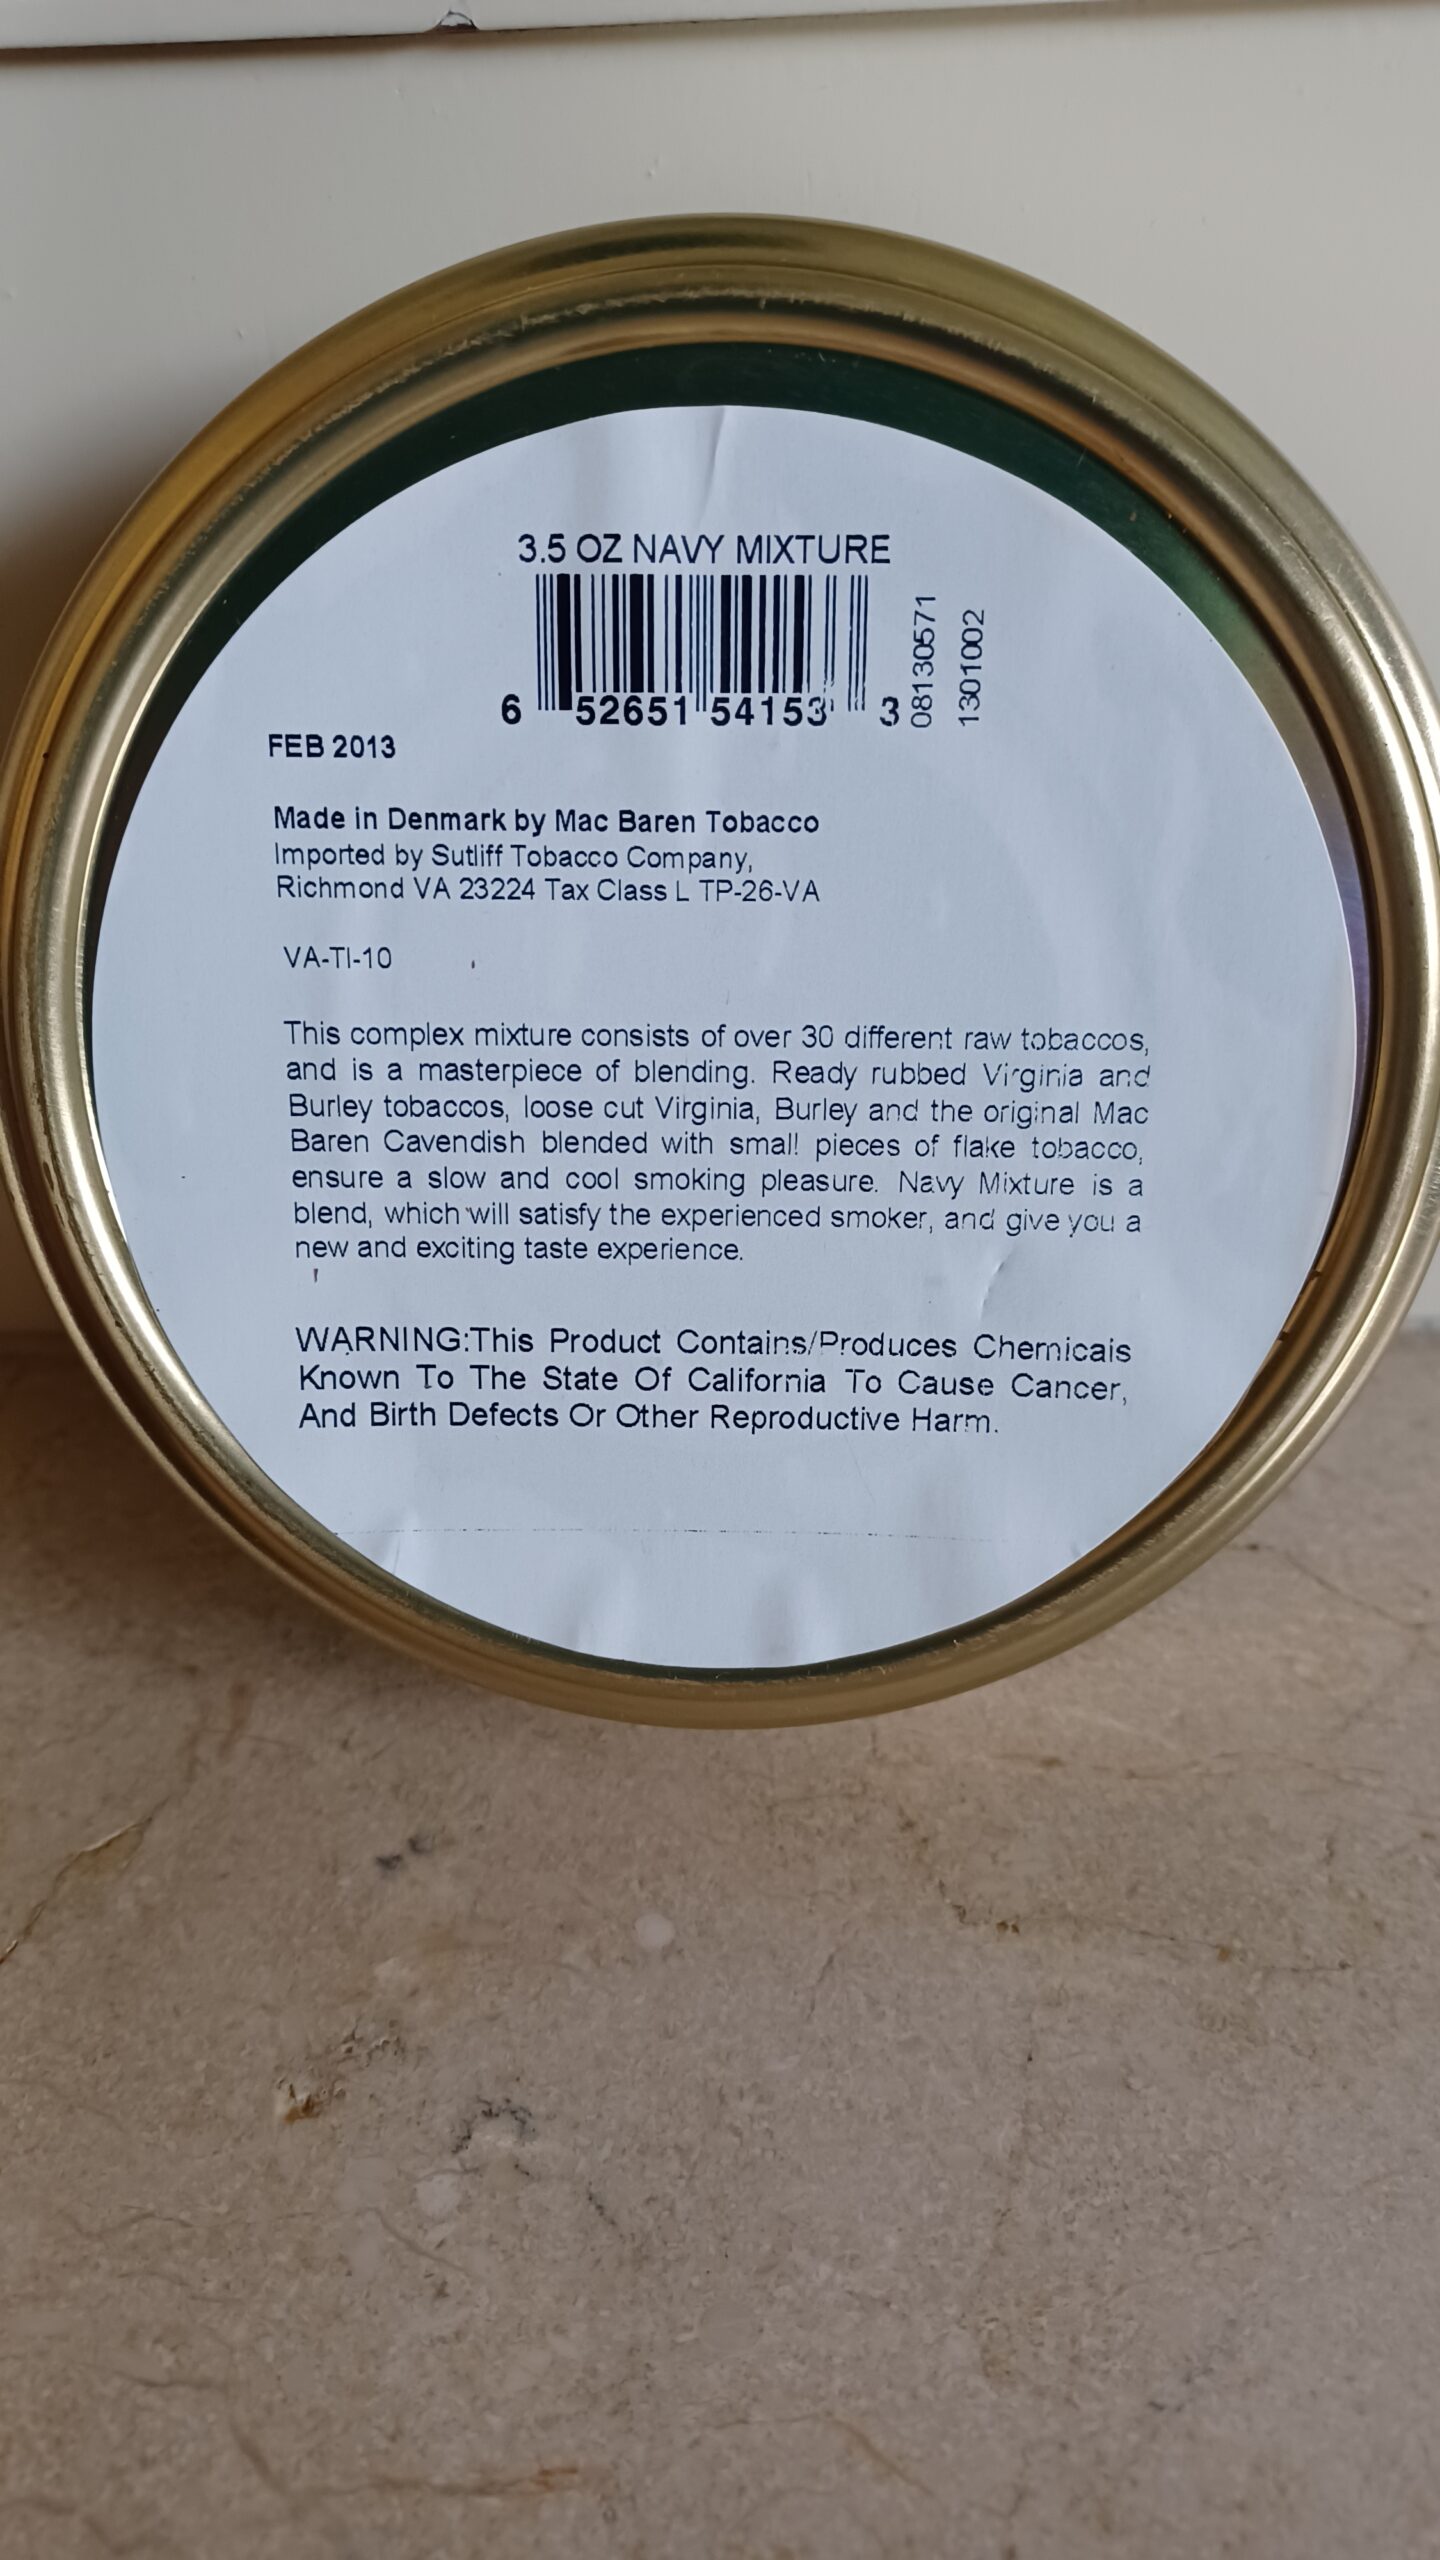 3.5 OZ NAVY MIXTURE
6 52651 54153 3
08130571
1301002
FEB 2013
Made in Denmark by Mac Baren Tobacco
Imported by Sutliff Tobacco Company,
Richmond VA 23224 Tax Class L TP-26-VA
VA-TI-10
This complex mixture consists of over 30 different raw tobaccos,
and is a masterpiece of blending. Ready rubbed Virginia and
Burley tobaccos, loose cut Virginia, Burley and the original Mac
Baren Cavendish blended with small pieces of flake tobacco,
ensure a slow and cool smoking pleasure. Navy Mixture is a
blend, which will satisfy the experienced smoker, and give you a
new and exciting taste experience.
WARNING:This Product Contains/Produces Chemicals
Known To The State Of California To Cause Cancer,
And Birth Defects Or Other Reproductive Harm.